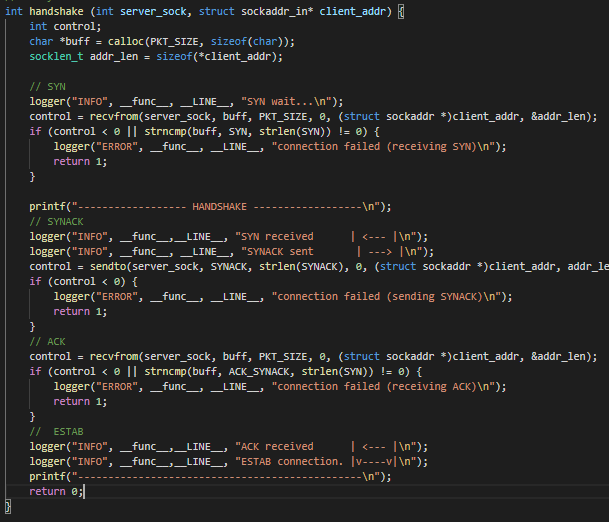 int handshake (int server_sock, struct sockaddr_in* client_addr) {
    int control;
    char *buff = calloc(PKT_SIZE, sizeof(char));
    socklen_t addr_len = sizeof(*client_addr);

    // SYN
    logger("INFO", __func__, __LINE__, "SYN wait...\n");
    control = recvfrom(server_sock, buff, PKT_SIZE, 0, (struct sockaddr *)client_addr, &addr_len);
    if (control < 0 || strncmp(buff, SYN, strlen(SYN)) != 0) {
        logger("ERROR", __func__, __LINE__, "connection failed (receiving SYN)\n");
        return 1;
    }

    printf("------------------ HANDSHAKE ------------------\n");
    // SYNACK
    logger("INFO", __func__,__LINE__, "SYN received      | <--- |\n");
    logger("INFO", __func__, __LINE__, "SYNACK sent       | ---> |\n");
    control = sendto(server_sock, SYNACK, strlen(SYNACK), 0, (struct sockaddr *)client_addr, addr_le
    if (control < 0) {
        logger("ERROR", __func__, __LINE__, "connection failed (sending SYNACK)\n");
        return 1;
    }
    // ACK
    control = recvfrom(server_sock, buff, PKT_SIZE, 0, (struct sockaddr *)client_addr, &addr_len);
    if (control < 0 || strncmp(buff, ACK_SYNACK, strlen(SYN)) != 0) {
        logger("ERROR", __func__, __LINE__, "connection failed (receiving ACK)\n");
        return 1;
    }
    //  ESTAB
    logger("INFO", __func__,__LINE__, "ACK received      | <--- |\n");
    logger("INFO", __func__,__LINE__, "ESTAB connection. |v----v|\n");
    printf("-----------------------------------------------\n");
    return 0;
}